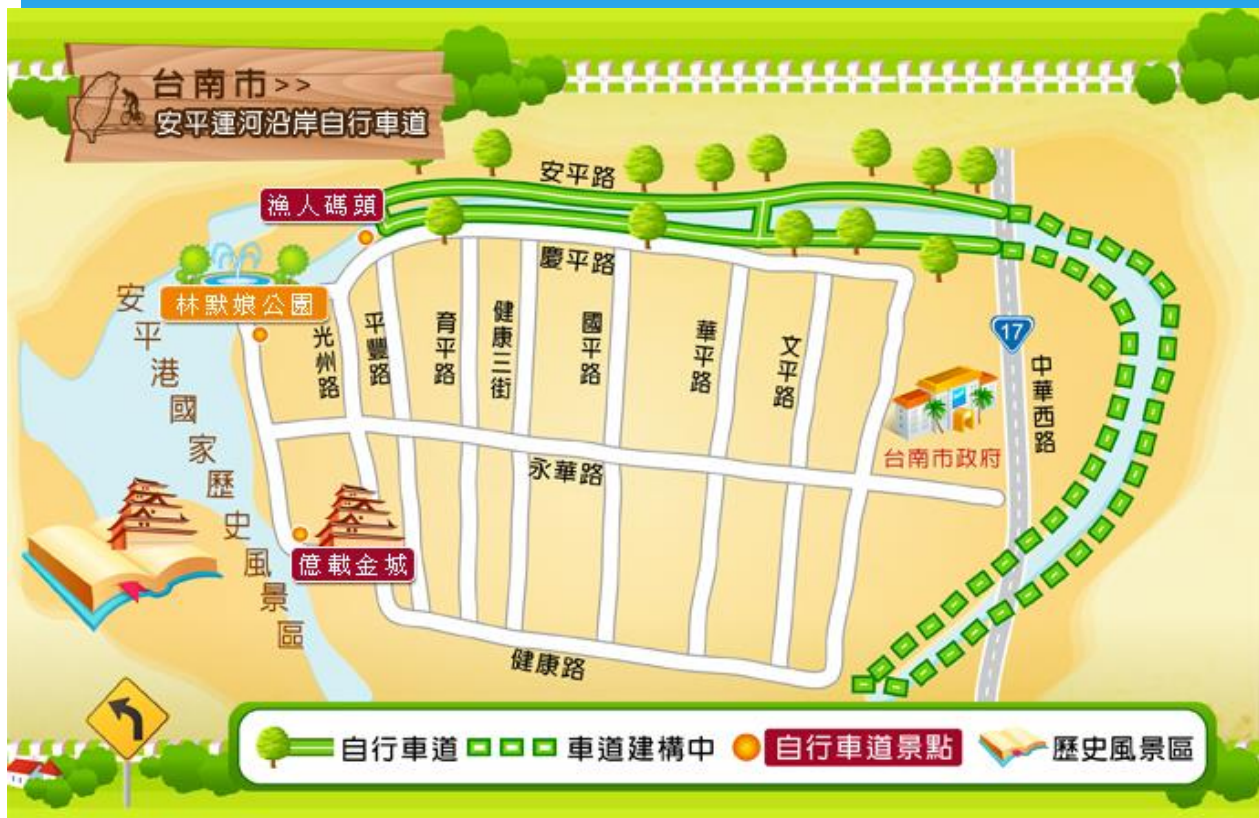 台南市>>
安平運河沿岸自行車道
安平路
漁人碼頭
慶平路
林默娘公園
安平港國家歷史風景區
光州路
平豐路
育平路
健康三街
國平路
華平路
文平路
17
中華西路
台南市政府
永華路
億載金城
健康路
自行車道
車道建構中
自行車道景點
歷史風景區